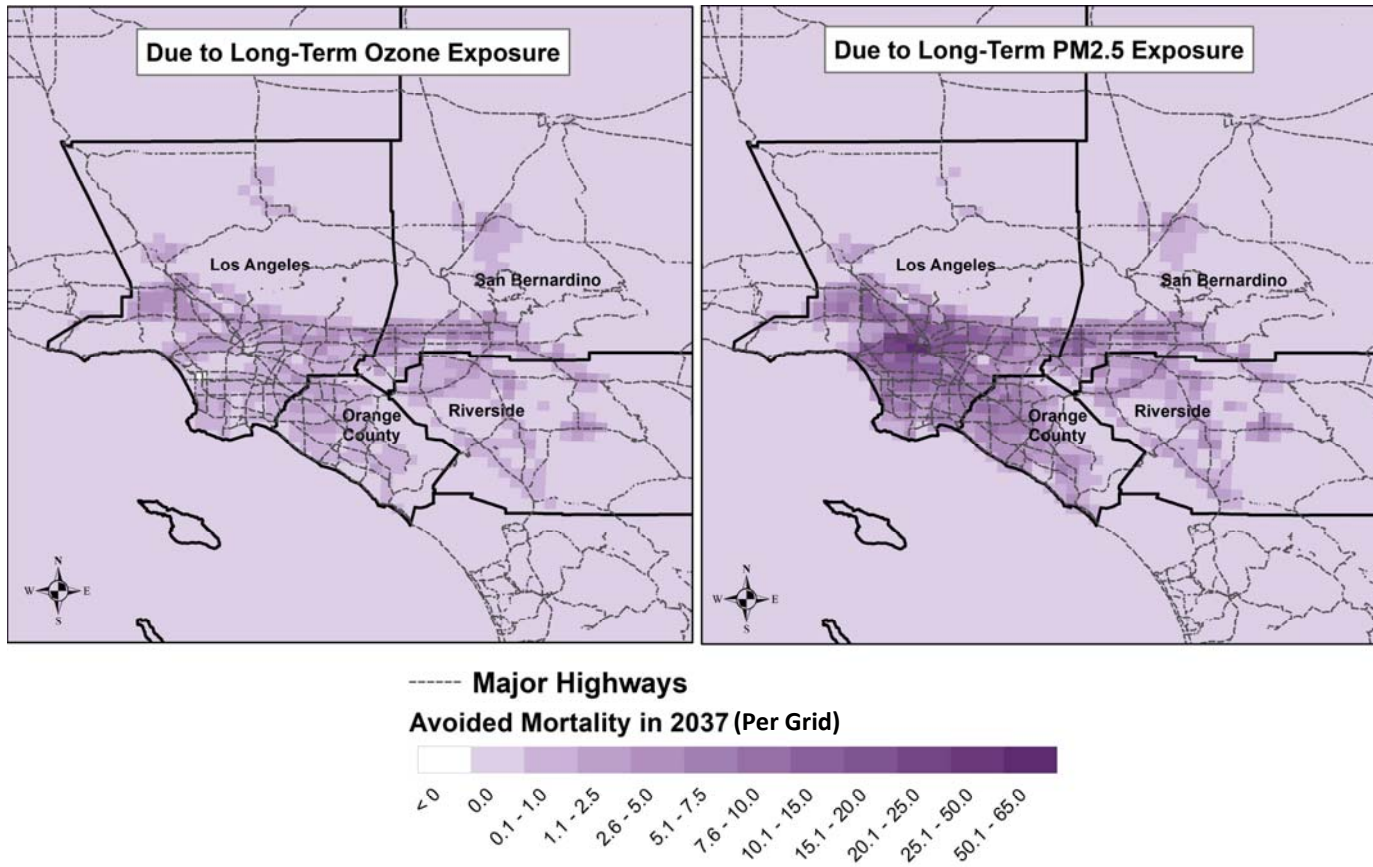 Due to Long-Term Ozone Exposure
Los Angeles
San Bernardino
Orange
County
Riverside
N
W
E
S
Due to Long-Term PM2.5 Exposure
Los Angeles
San Bernardino
Orange
County
Riverside
N
W
E
S
Major Highways
Avoided Mortality in 2037 (Per Grid)
< 0
0.0
0.1 - 1.0
1.1 - 2.5
2.6 - 5.0
5.1 - 7.5
7.6 - 10.0
10.1 - 15.0
15.1 - 20.0
20.1 - 25.0
25.1 - 50.0
50.1 - 65.0